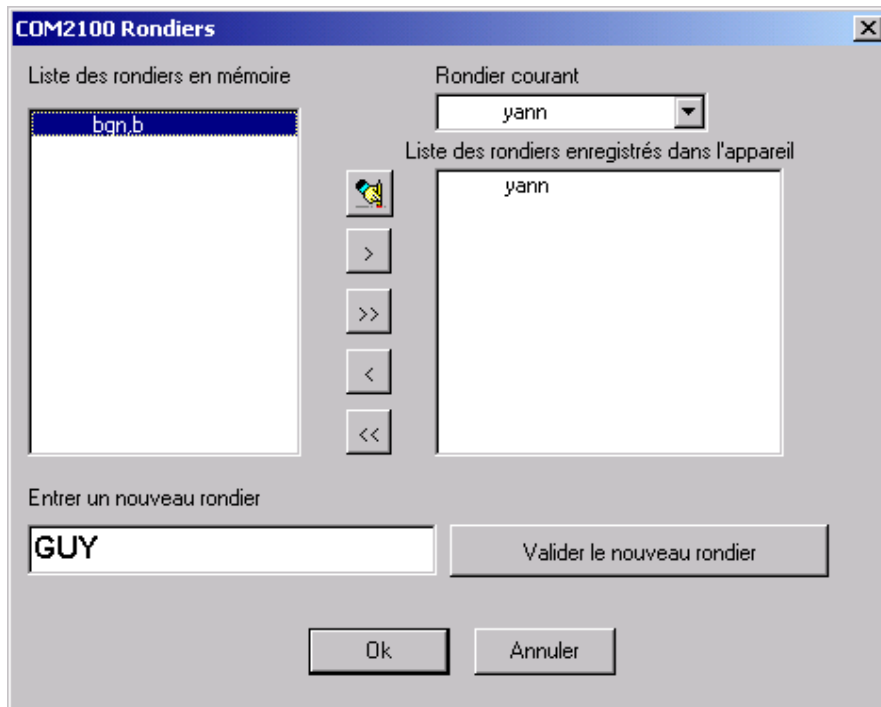 COM2100 Rondiers
Liste des rondiers en mémoire
Rondier courant
bgn,b
yann
Liste des rondiers enregistrés dans l'appareil
yann
>
>>
<
<<
Entrer un nouveau rondier
GUY
Valider le nouveau rondier
Ok
Annuler